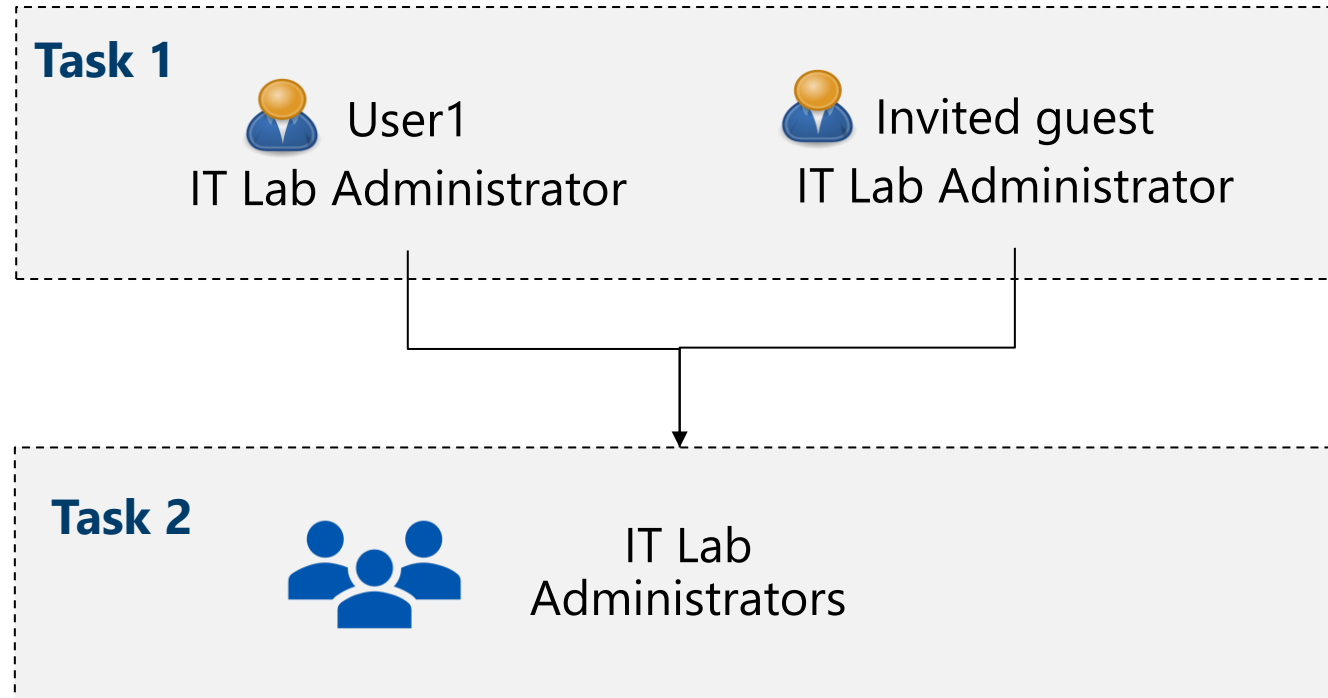 Task 1
User1
IT Lab Administrator
Invited guest
IT Lab Administrator
Task 2
IT Lab
Administrators